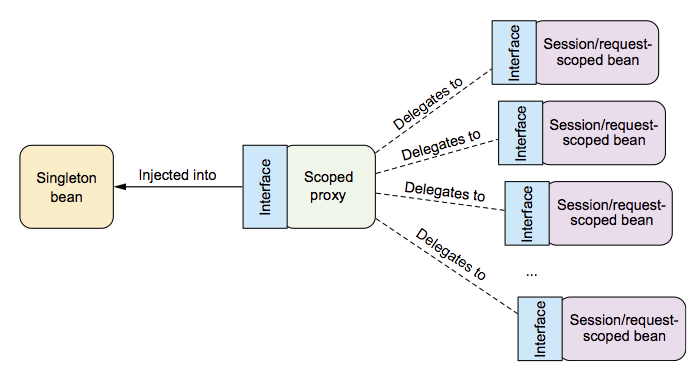 Singleton
bean
Injected into
Interface
Scoped
proxy
Delegates to
Interface
Session/request-
scoped bean
Delegates to
Interface
Session/request-
scoped bean
Delegates to
Interface
Session/request-
scoped bean
...
Delegates to
Interface
Session/request-
scoped bean